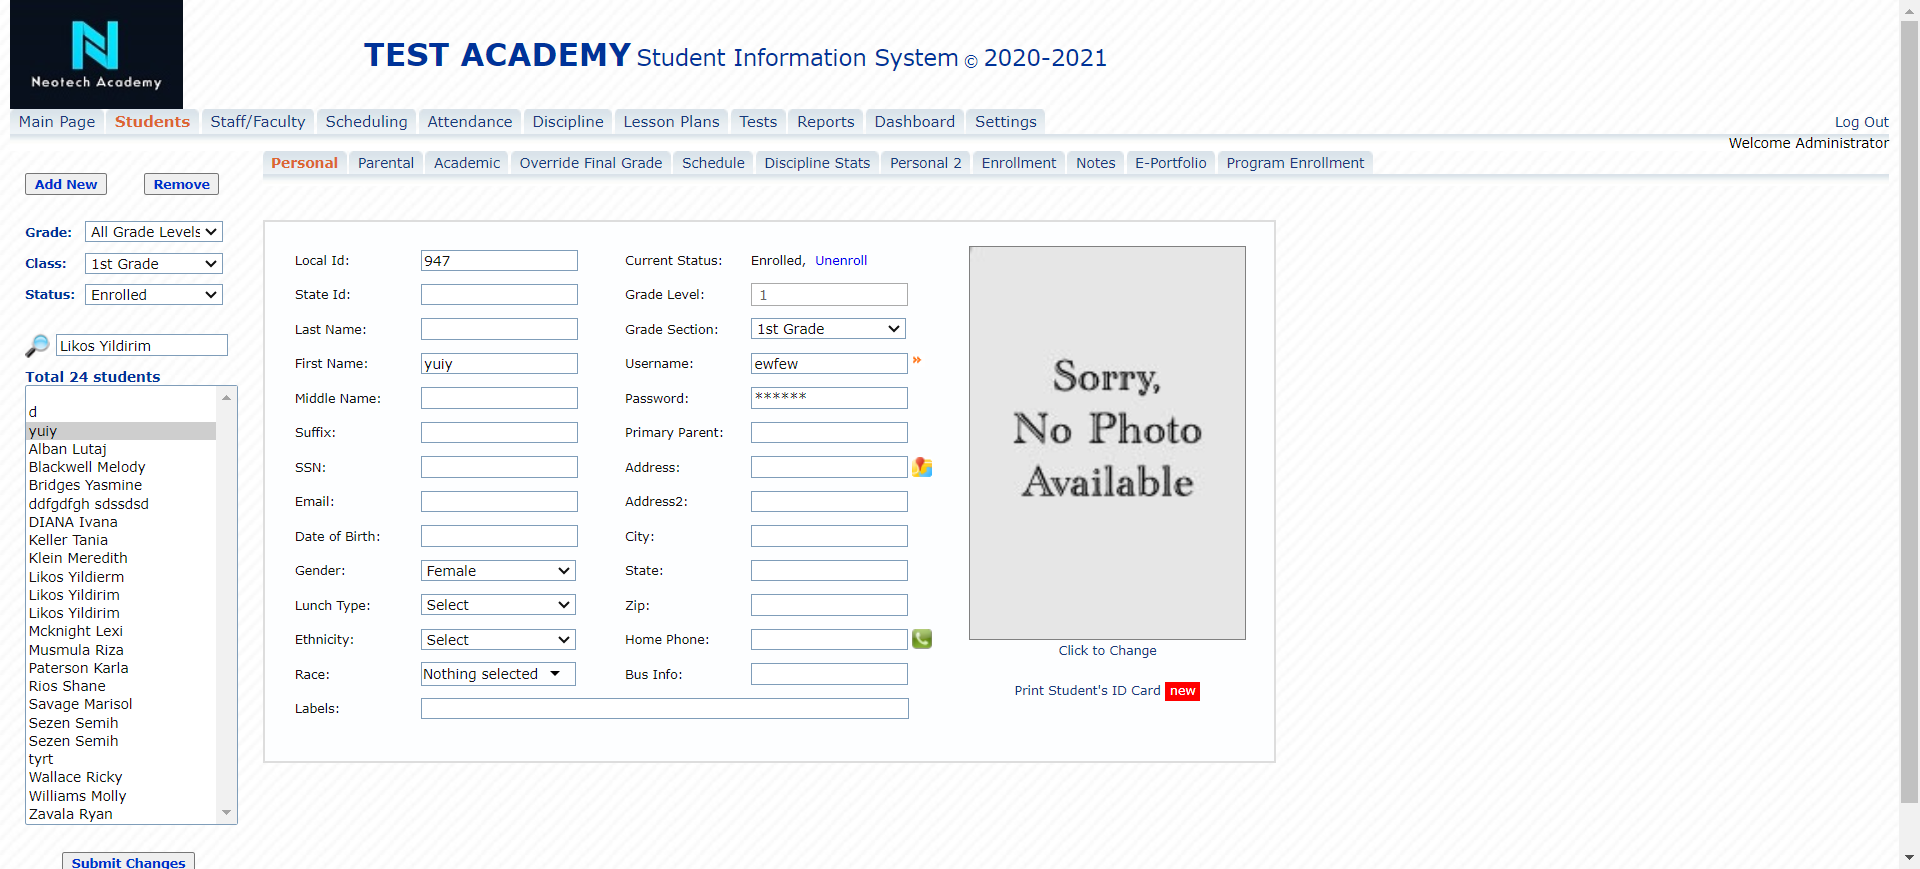 Neotech Academy
TEST ACADEMY Student Information System © 2020-2021
Main Page Students Staff/Faculty Scheduling Attendance Discipline Lesson Plans Tests Reports Dashboard Settings Log Out
Welcome Administrator
Personal Parental Academic Override Final Grade Schedule Discipline Stats Personal 2 Enrollment Notes E-Portfolio Program Enrollment
Add New Remove
Grade: All Grade Levels
Class: 1st Grade
Status: Enrolled
Likos Yildirim
Total 24 students
d
yuiy
Alban Lutaj
Blackwell Melody
Bridges Yasmine
ddfgdfgh sdssdsd
DIANA Ivana
Keller Tania
Klein Meredith
Likos Yildierm
Likos Yildirim
Likos Yildirim
Mcknight Lexi
Musmula Riza
Paterson Karla
Rios Shane
Savage Marisol
Sezen Semih
Sezen Semih
tyrt
Wallace Ricky
Williams Molly
Zavala Ryan
Submit Changes
Local Id: 947
State Id:
Last Name:
First Name: yuiy
Middle Name:
Suffix:
SSN:
Email:
Date of Birth:
Gender: Female
Lunch Type: Select
Ethnicity: Select
Race: Nothing selected
Labels:
Current Status: Enrolled, Unenroll
Grade Level: 1
Grade Section: 1st Grade
Username: ewfew »
Password: ******
Primary Parent:
Address:
Address2:
City:
State:
Zip:
Home Phone:
Bus Info:
Sorry,
No Photo
Available
Click to Change
Print Student's ID Card new